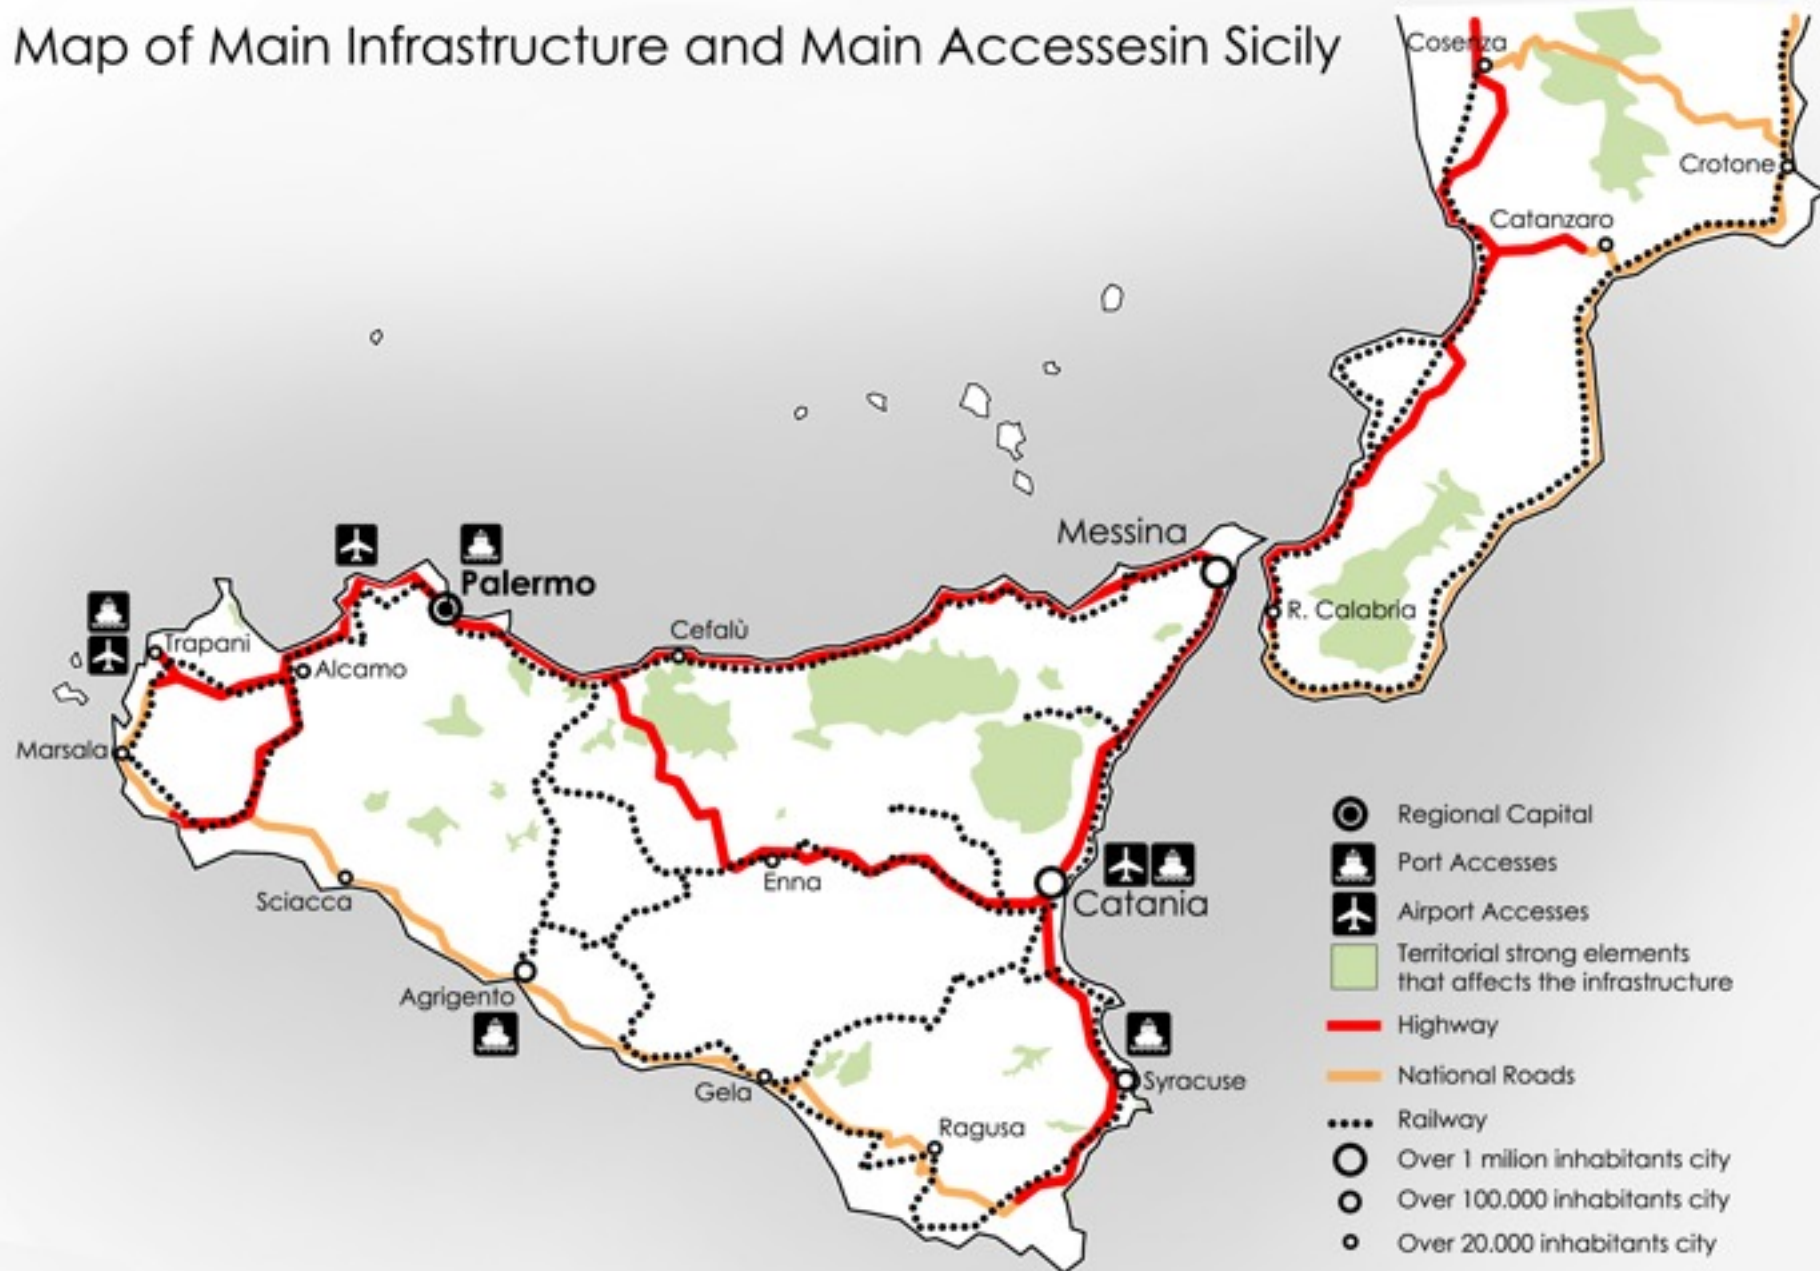 Map of Main Infrastructure and Main Accessesin Sicily
Cosenza
Crotone
Catanzaro
Messina
Palermo
R. Calabria
Cefalù
Trapani
Alcamo
Marsala
Enna
Catania
Sciacca
Agrigento
Gela
Syracuse
Ragusa
Regional Capital
Port Accesses
Airport Accesses
Territorial strong elements
that affects the infrastructure
Highway
National Roads
Railway
Over 1 milion inhabitants city
Over 100.000 inhabitants city
Over 20.000 inhabitants city